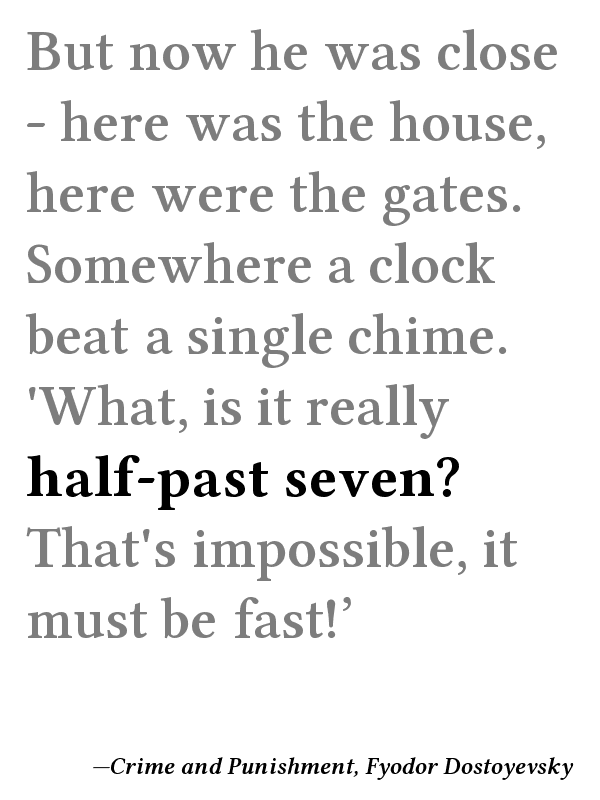 But now he was close
- here was the house,
here were the gates.
Somewhere a clock
beat a single chime.
'What, is it really
half-past seven?
That's impossible, it
must be fast!’
—Crime and Punishment, Fyodor Dostoyevsky